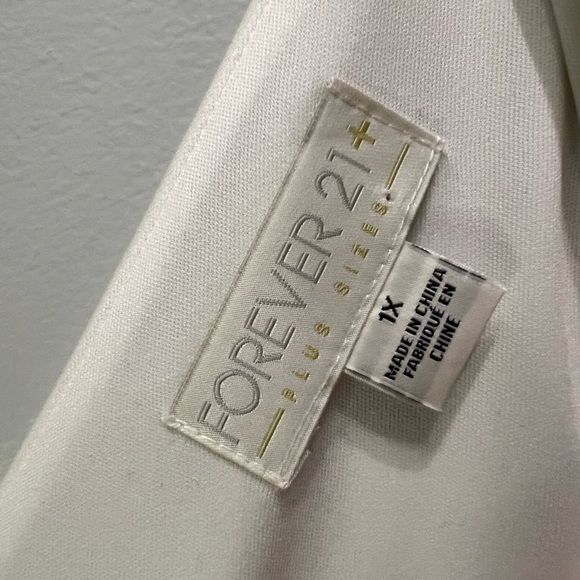 FOREVER 21+
PLUS SIZES
1X
MADE IN CHINA
FABRIQUÉ EN
CHINE